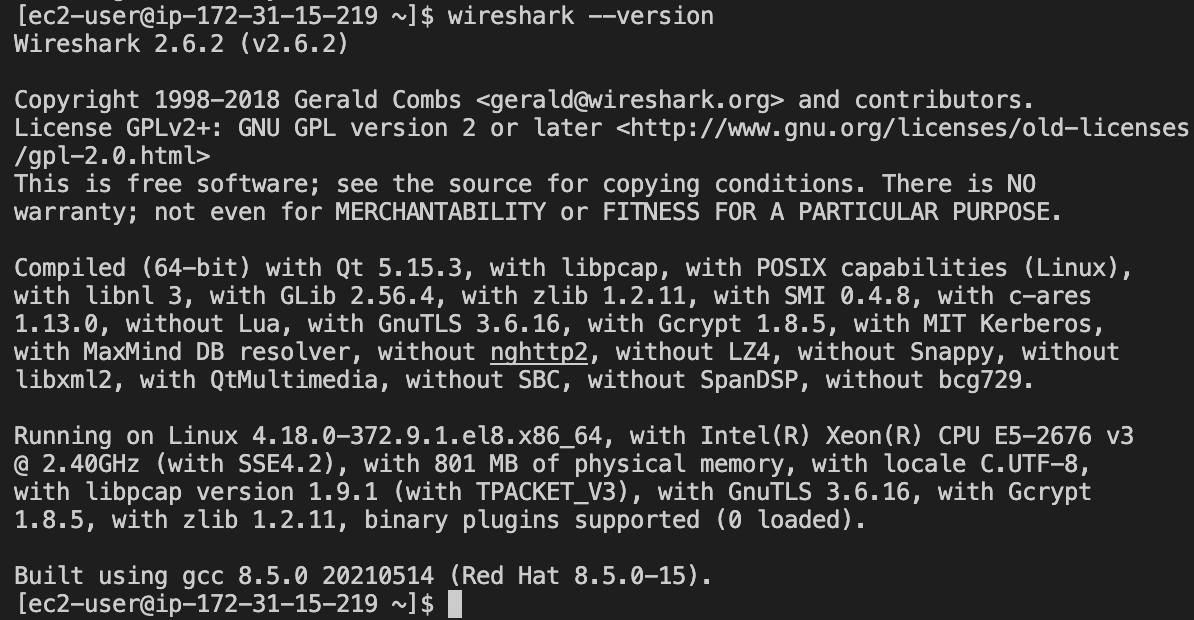 [ec2-user@ip-172-31-15-219 ~]$ wireshark --version
Wireshark 2.6.2 (v2.6.2)
Copyright 1998-2018 Gerald Combs <gerald@wireshark.org> and contributors.
License GPLv2+: GNU GPL version 2 or later <http://www.gnu.org/licenses/old-licenses
/gpl-2.0.html>
This is free software; see the source for copying conditions. There is NO
warranty; not even for MERCHANTABILITY or FITNESS FOR A PARTICULAR PURPOSE.
Compiled (64-bit) with Qt 5.15.3, with libpcap, with POSIX capabilities (Linux),
with libnl 3, with GLib 2.56.4, with zlib 1.2.11, with SMI 0.4.8, with c-ares
1.13.0, without Lua, with GnuTLS 3.6.16, with Gcrypt 1.8.5, with MIT Kerberos,
with MaxMind DB resolver, without nghttp2, without LZ4, without Snappy, without
libxml2, with QtMultimedia, without SBC, without SpanDSP, without bcg729.
Running on Linux 4.18.0-372.9.1.el8.x86_64, with Intel(R) Xeon(R) CPU E5-2676 v3
@ 2.40GHz (with SSE4.2), with 801 MB of physical memory, with locale C.UTF-8,
with libpcap version 1.9.1 (with TPACKET_V3), with GnuTLS 3.6.16, with Gcrypt
1.8.5, with zlib 1.2.11, binary plugins supported (0 loaded).
Built using gcc 8.5.0 20210514 (Red Hat 8.5.0-15).
[ec2-user@ip-172-31-15-219 ~]$